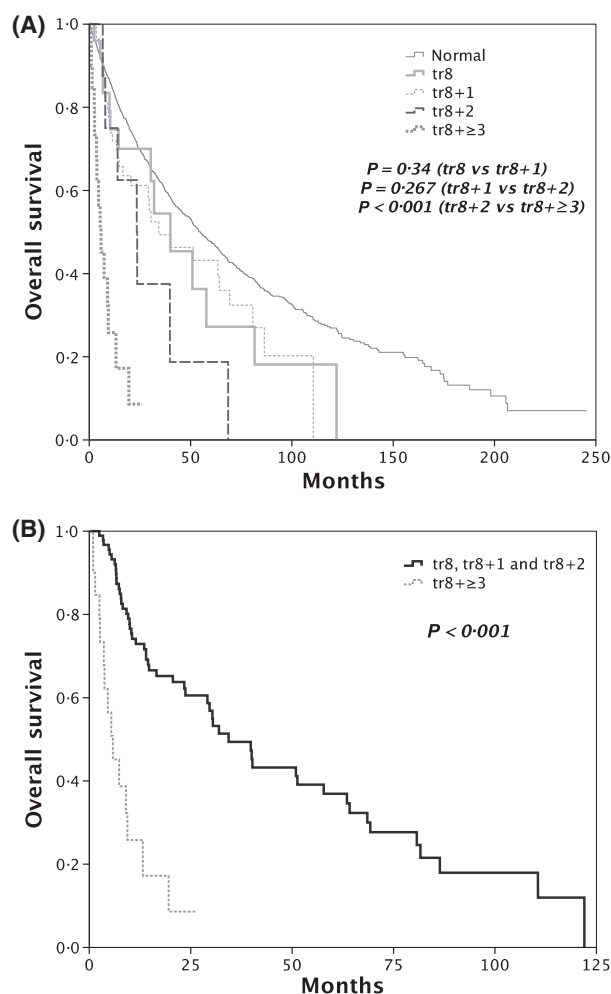 (A)
1·0
0·8
0·6
0·4
0·2
0·0
Overall survival
Normal
tr8
tr8+1
tr8+2
tr8+≥3
P = 0·34 (tr8 vs tr8+1)
P = 0·267 (tr8+1 vs tr8+2)
P < 0·001 (tr8+2 vs tr8+≥3)
0 50 100 150 200 250
Months
(B)
1·0
0·8
0·6
0·4
0·2
0·0
Overall survival
tr8, tr8+1 and tr8+2
tr8+≥3
P < 0·001
0 25 50 75 100 125
Months